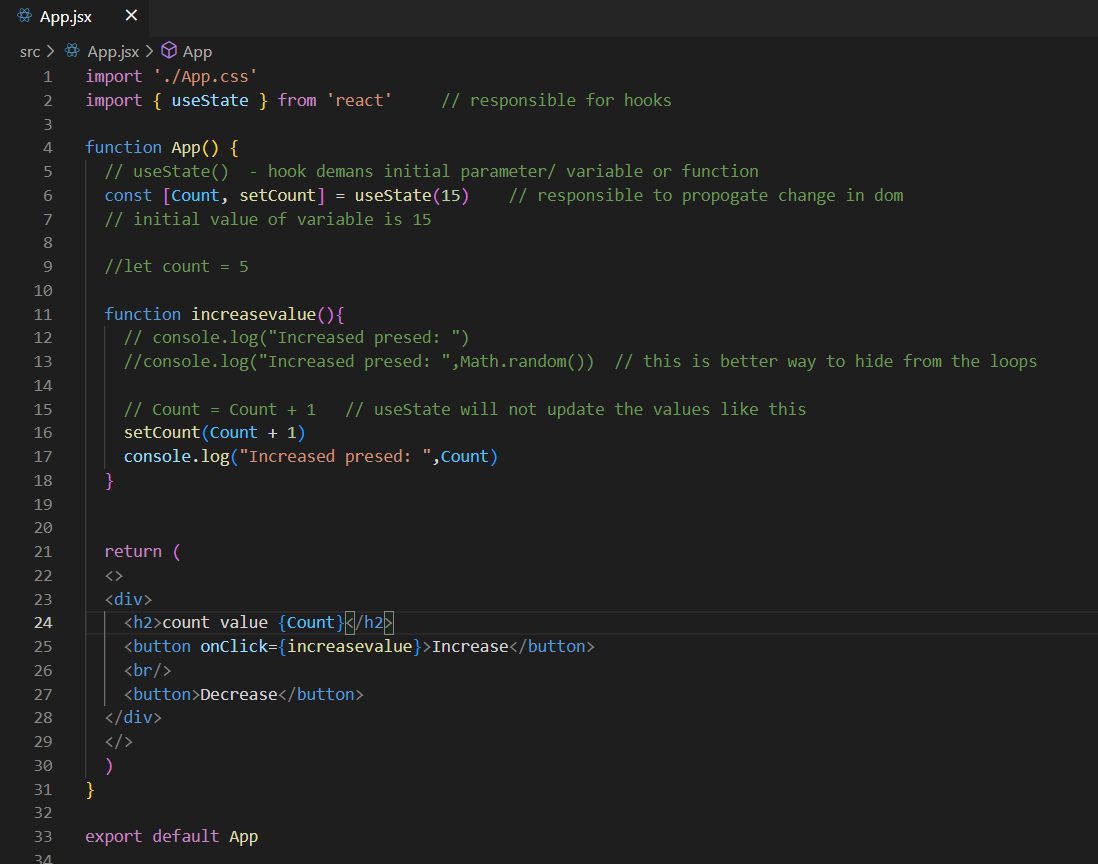 App.jsx ×
src > App.jsx > App
1 import './App.css'
2 import { useState } from 'react'     // responsible for hooks
3
4 function App() {
5   // useState()  - hook demans initial parameter/ variable or function
6   const [Count, setCount] = useState(15)    // responsible to propogate change in dom
7   // initial value of variable is 15
8
9   //let count = 5
10
11   function increasevalue(){
12     // console.log("Increased presed: ")
13     //console.log("Increased presed: ",Math.random())  // this is better way to hide from the loops
14
15     // Count = Count + 1   // useState will not update the values like this
16     setCount(Count + 1)
17     console.log("Increased presed: ",Count)
18   }
19
20
21   return (
22   <>
23   <div>
24     <h2>count value {Count}</h2>
25     <button onClick={increasevalue}>Increase</button>
26     <br/>
27     <button>Decrease</button>
28   </div>
29   </>
30   )
31 }
32
33 export default App
34